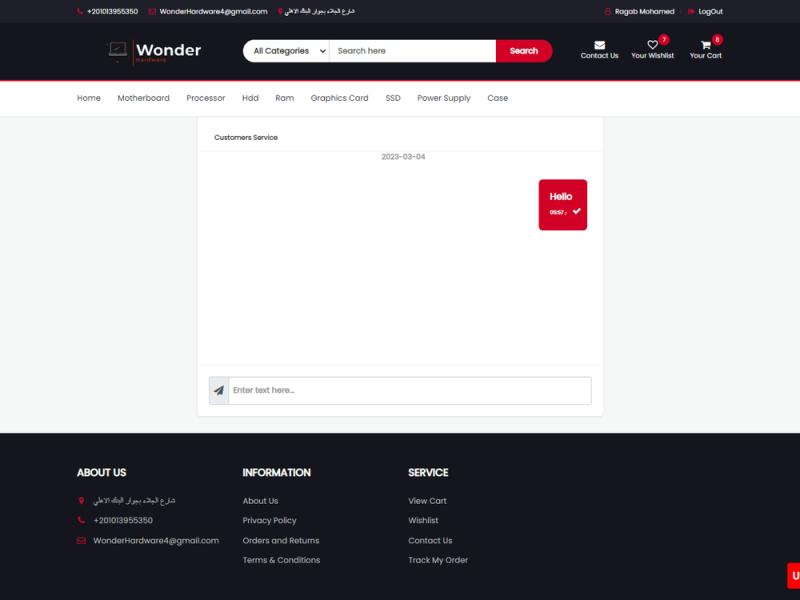 +201013955350 WonderHardware4@gmail.com شارع الجلاء بجوار البنك الاهلي Ragab Mohamed LogOut
Wonder
Hardware
All Categories Search here Search
7 8
Contact Us Your Wishlist Your Cart
Home Motherboard Processor Hdd Ram Graphics Card SSD Power Supply Case
Customers Service
2023-03-04
Hello
Enter text here...
ABOUT US
شارع الجلاء بجوار البنك الاهلي
+201013955350
WonderHardware4@gmail.com
INFORMATION
About Us
Privacy Policy
Orders and Returns
Terms & Conditions
SERVICE
View Cart
Wishlist
Contact Us
Track My Order